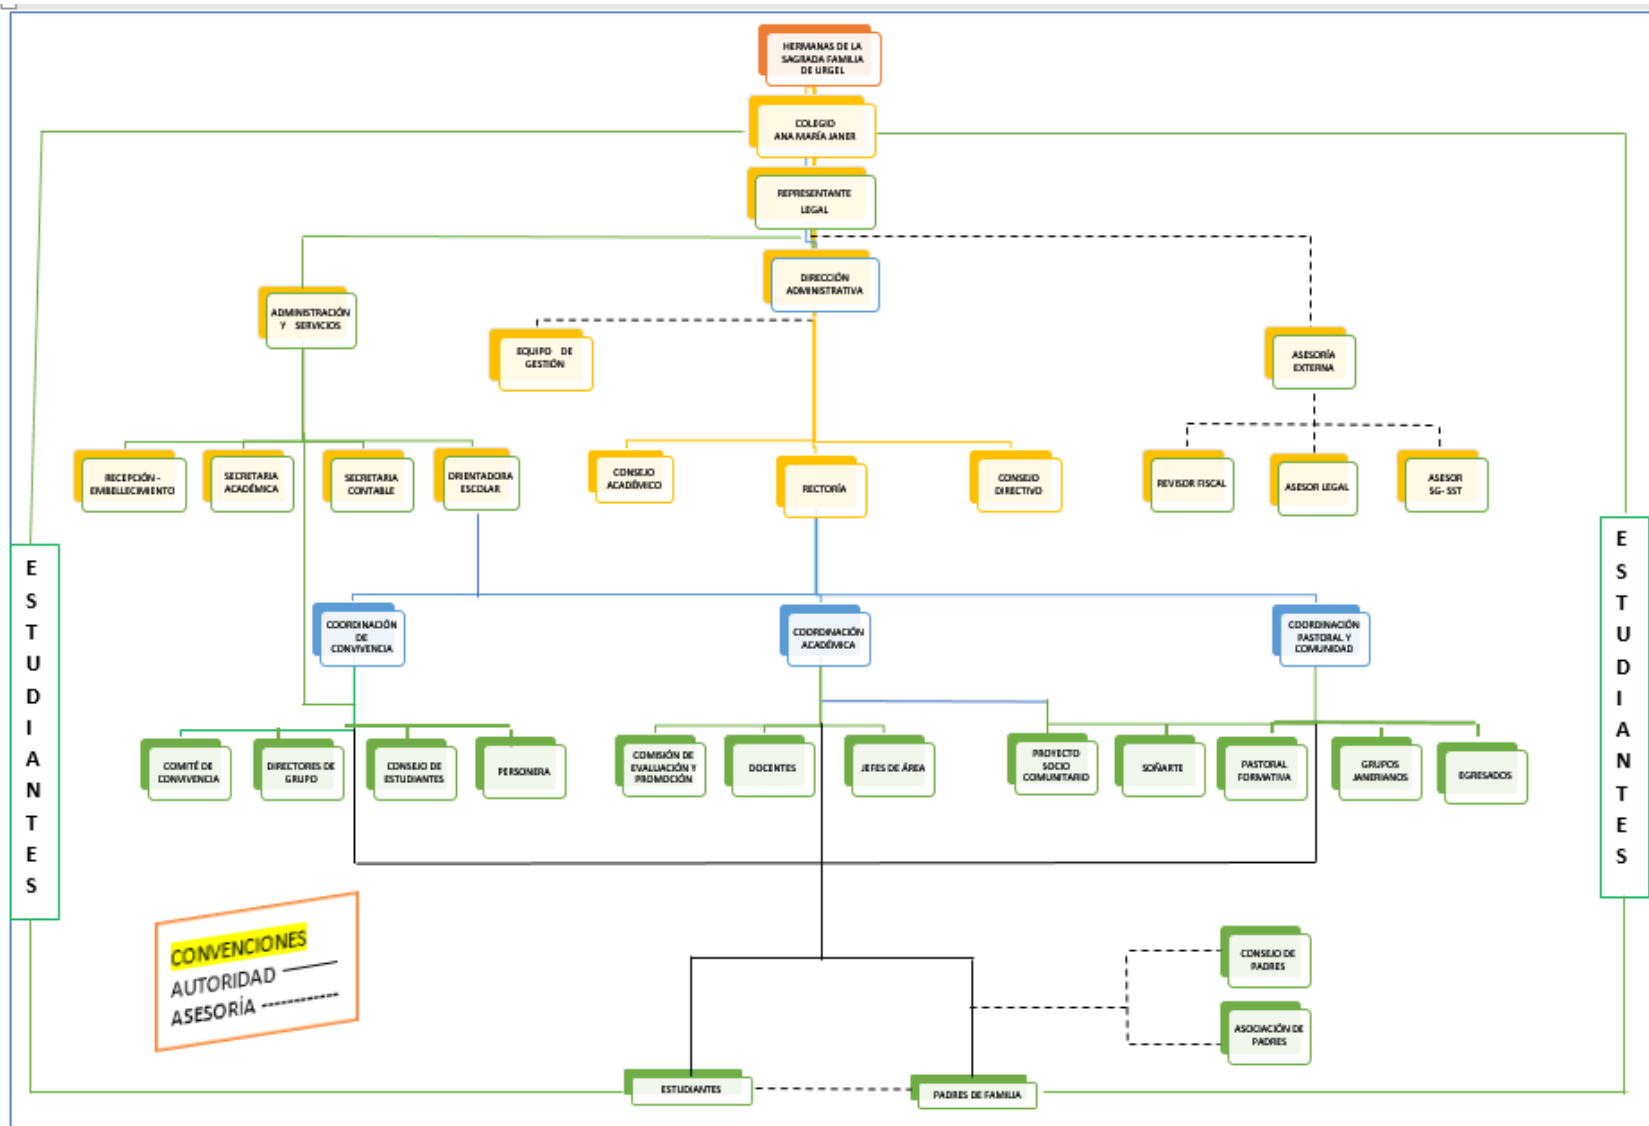 HERMANAS DE LA
SAGRADA FAMILIA
DE URGEL
COLEGIO
ANA MARÍA JANER
REPRESENTANTE
LEGAL
DIRECCIÓN
ADMINISTRATIVA
ADMINISTRACIÓN
Y SERVICIOS
EQUIPO DE
GESTIÓN
ASESORÍA
EXTERNA
RECEPCIÓN -
EMBELLECIMIENTO
SECRETARIA
ACADÉMICA
SECRETARIA
CONTABLE
ORIENTADORA
ESCOLAR
CONSEJO
ACADÉMICO
RECTORÍA
CONSEJO
DIRECTIVO
REVISOR FISCAL
ASESOR LEGAL
ASESOR
SG- SST
ESTUDIANTES
ESTUDIANTES
COORDINACIÓN
DE
CONVIVENCIA
COORDINACIÓN
ACADÉMICA
COORDINACIÓN
PASTORAL Y
COMUNIDAD
COMITÉ DE
CONVIVENCIA
DIRECTORES DE
GRUPO
CONSEJO DE
ESTUDIANTES
PERSONERA
COMISIÓN DE
EVALUACIÓN Y
PROMOCIÓN
DOCENTES
JEFES DE ÁREA
PROYECTO
SOCIO
COMUNITARIO
SOÑARTE
PASTORAL
FORMATIVA
GRUPOS
JANERIANOS
EGRESADOS
CONVENCIONES
AUTORIDAD
ASESORÍA
CONSEJO DE
PADRES
ASOCIACIÓN DE
PADRES
ESTUDIANTES
PADRES DE FAMILIA